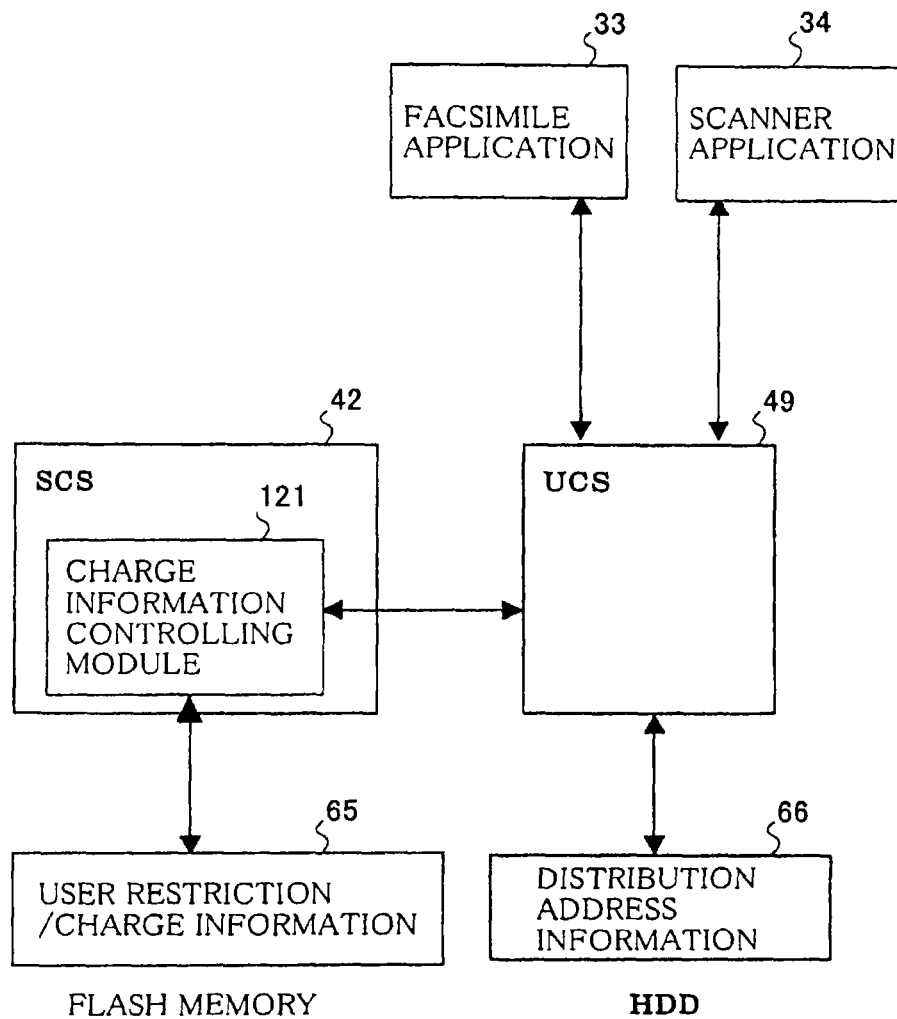 33
34
FACSIMILE
APPLICATION
SCANNER
APPLICATION
42
49
SCS
UCS
121
CHARGE
INFORMATION
CONTROLLING
MODULE
65
66
USER RESTRICTION
/CHARGE INFORMATION
DISTRIBUTION
ADDRESS
INFORMATION
FLASH MEMORY
HDD